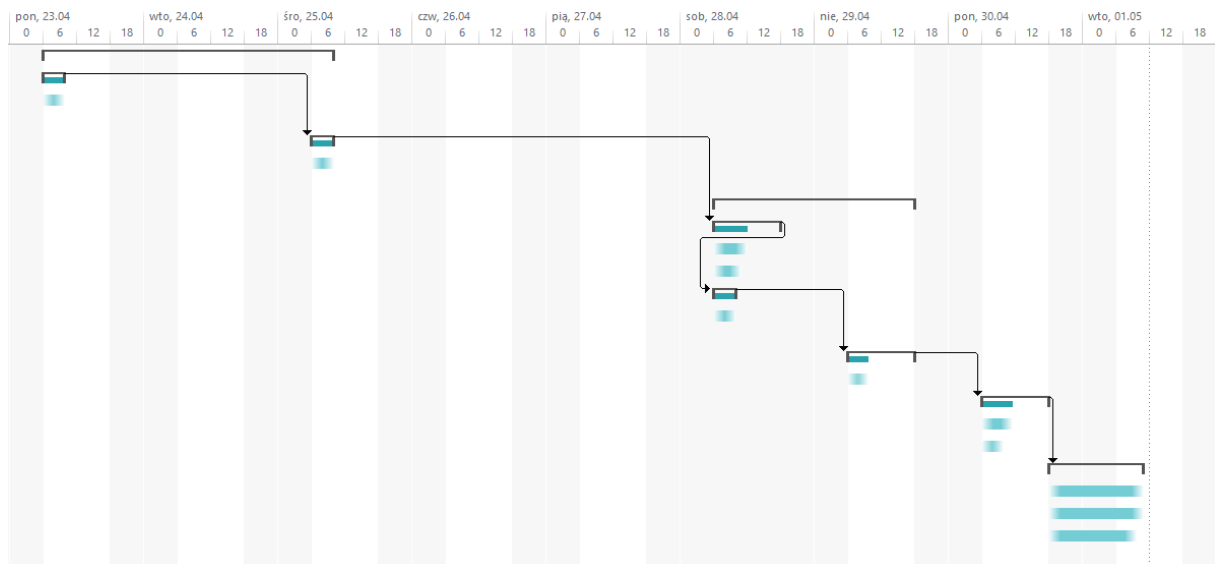 pon, 23.04 wto, 24.04 śro, 25.04 czw, 26.04 pią, 27.04 sob, 28.04 nie, 29.04 pon, 30.04 wto, 01.05
0 6 12 18 0 6 12 18 0 6 12 18 0 6 12 18 0 6 12 18 0 6 12 18 0 6 12 18 0 6 12 18 0 6 12 18